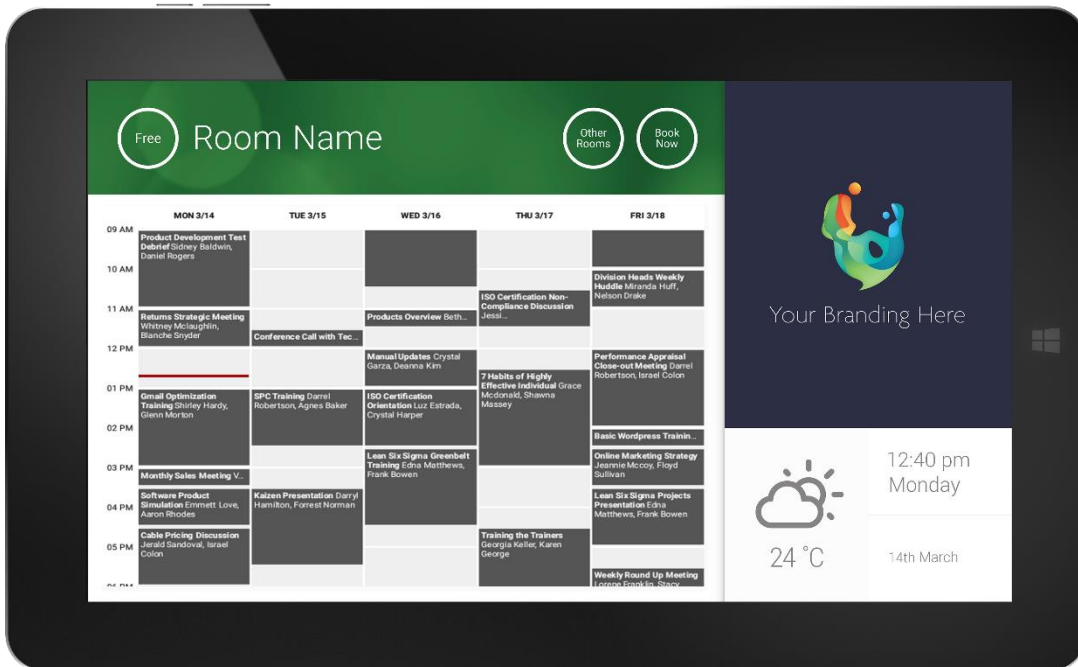 Free
Room Name
Other
Rooms
Book
Now
MON 3/14
TUE 3/15
WED 3/16
THU 3/17
FRI 3/18
09 AM
10 AM
11 AM
12 PM
01 PM
02 PM
03 PM
04 PM
05 PM
06 PM
Product Development Test
Debrief Sidney Baldwin,
Daniel Rogers
Returns Strategic Meeting
Whitney Mclaughlin,
Blanche Snyder
Gmail Optimization
Training Shirley Hardy,
Glenn Morton
Monthly Sales Meeting V...
Software Product
Simulation Emmett Love,
Aaron Rhodes
Cable Pricing Discussion
Jerald Sandoval, Israel
Colon
Conference Call with Tec...
SPC Training Darrel
Robertson, Agnes Baker
Kaizen Presentation Darryl
Hamilton, Forrest Norman
Products Overview Beth...
Manual Updates Crystal
Garza, Deanna Kim
ISO Certification
Orientation Luz Estrada,
Crystal Harper
Lean Six Sigma Greenbelt
Training Edna Matthews,
Frank Bowen
ISO Certification Non-
Compliance Discussion
Jessi...
7 Habits of Highly
Effective Individual Grace
Mcdonald, Shawna
Massey
Training the Trainers
Georgia Keller, Karen
George
Division Heads Weekly
Huddle Miranda Huff,
Nelson Drake
Performance Appraisal
Close-out Meeting Darrel
Robertson, Israel Colon
Basic Wordpress Trainin...
Online Marketing Strategy
Jeannie Mccoy, Floyd
Sullivan
Lean Six Sigma Projects
Presentation Edna
Matthews, Frank Bowen
Weekly Round Up Meeting
Lorene Franklin, Stacy
Your Branding Here
24 °C
12:40 pm
Monday
14th March